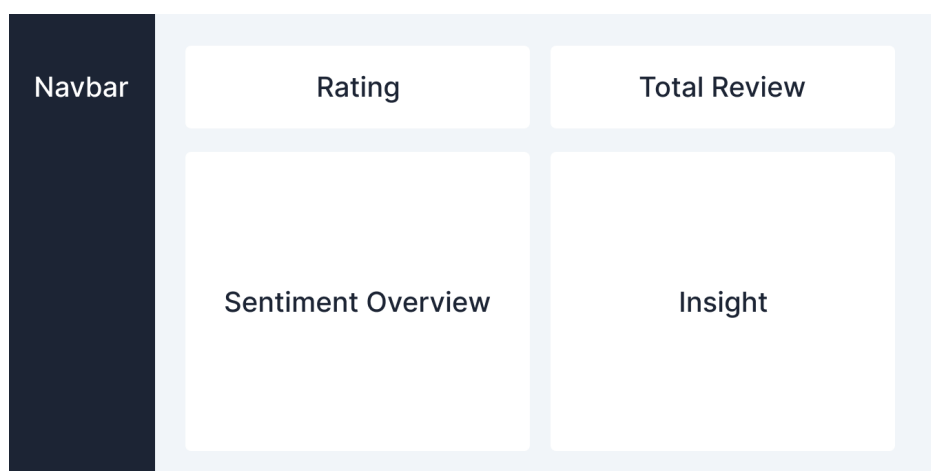 Navbar
Rating
Total Review
Sentiment Overview
Insight